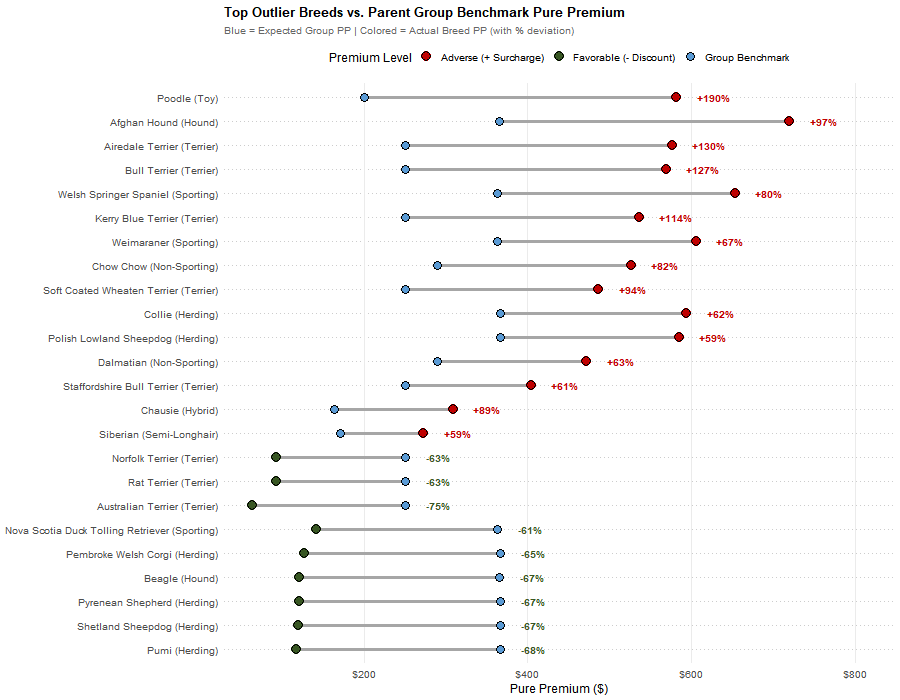 Top Outlier Breeds vs. Parent Group Benchmark Pure Premium
Blue = Expected Group PP | Colored = Actual Breed PP (with % deviation)
Premium Level Adverse (+ Surcharge) Favorable (- Discount) Group Benchmark
Poodle (Toy) +190%
Afghan Hound (Hound) +97%
Airedale Terrier (Terrier) +130%
Bull Terrier (Terrier) +127%
Welsh Springer Spaniel (Sporting) +80%
Kerry Blue Terrier (Terrier) +114%
Weimaraner (Sporting) +67%
Chow Chow (Non-Sporting) +82%
Soft Coated Wheaten Terrier (Terrier) +94%
Collie (Herding) +62%
Polish Lowland Sheepdog (Herding) +59%
Dalmatian (Non-Sporting) +63%
Staffordshire Bull Terrier (Terrier) +61%
Chausie (Hybrid) +89%
Siberian (Semi-Longhair) +59%
Norfolk Terrier (Terrier) -63%
Rat Terrier (Terrier) -63%
Australian Terrier (Terrier) -75%
Nova Scotia Duck Tolling Retriever (Sporting) -61%
Pembroke Welsh Corgi (Herding) -65%
Beagle (Hound) -67%
Pyrenean Shepherd (Herding) -67%
Shetland Sheepdog (Herding) -67%
Pumi (Herding) -68%
$200 $400 $600 $800
Pure Premium ($)